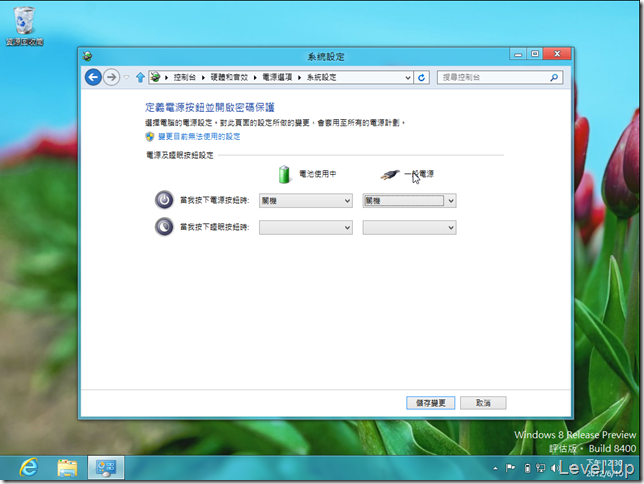 資源回收筒
系統設定
控制台 ▸ 硬體和音效 ▸ 電源選項 ▸ 系統設定
搜尋控制台
定義電源按鈕並開啟密碼保護
選擇電腦的電源設定。對此頁面的設定所做的變更，會套用至所有的電源計劃。
變更目前無法使用的設定
電源及睡眠按鈕設定
電池使用中 一般電源
當我按下電源按鈕時: 關機 關機
當我按下睡眠按鈕時:
儲存變更 取消
Windows 8 Release Preview
評估版。 Build 8400
下午 12:30
2012/6/10
Level Up